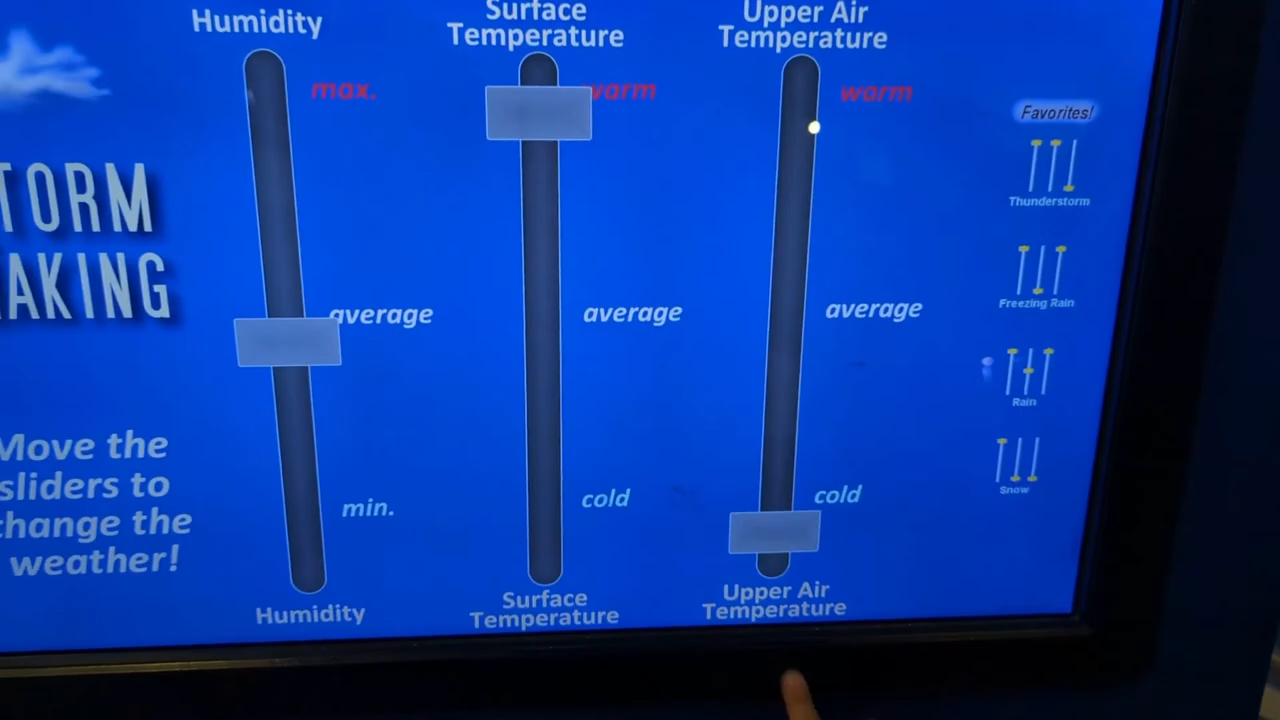 Humidity
Surface
Temperature
Upper Air
Temperature
max.
warm
warm
Favorites!
TORM
AKING
Thunderstorm
average
average
average
Freezing Rain
Rain
Move the
sliders to
change the
weather!
min.
cold
cold
Snow
Humidity
Surface
Temperature
Upper Air
Temperature